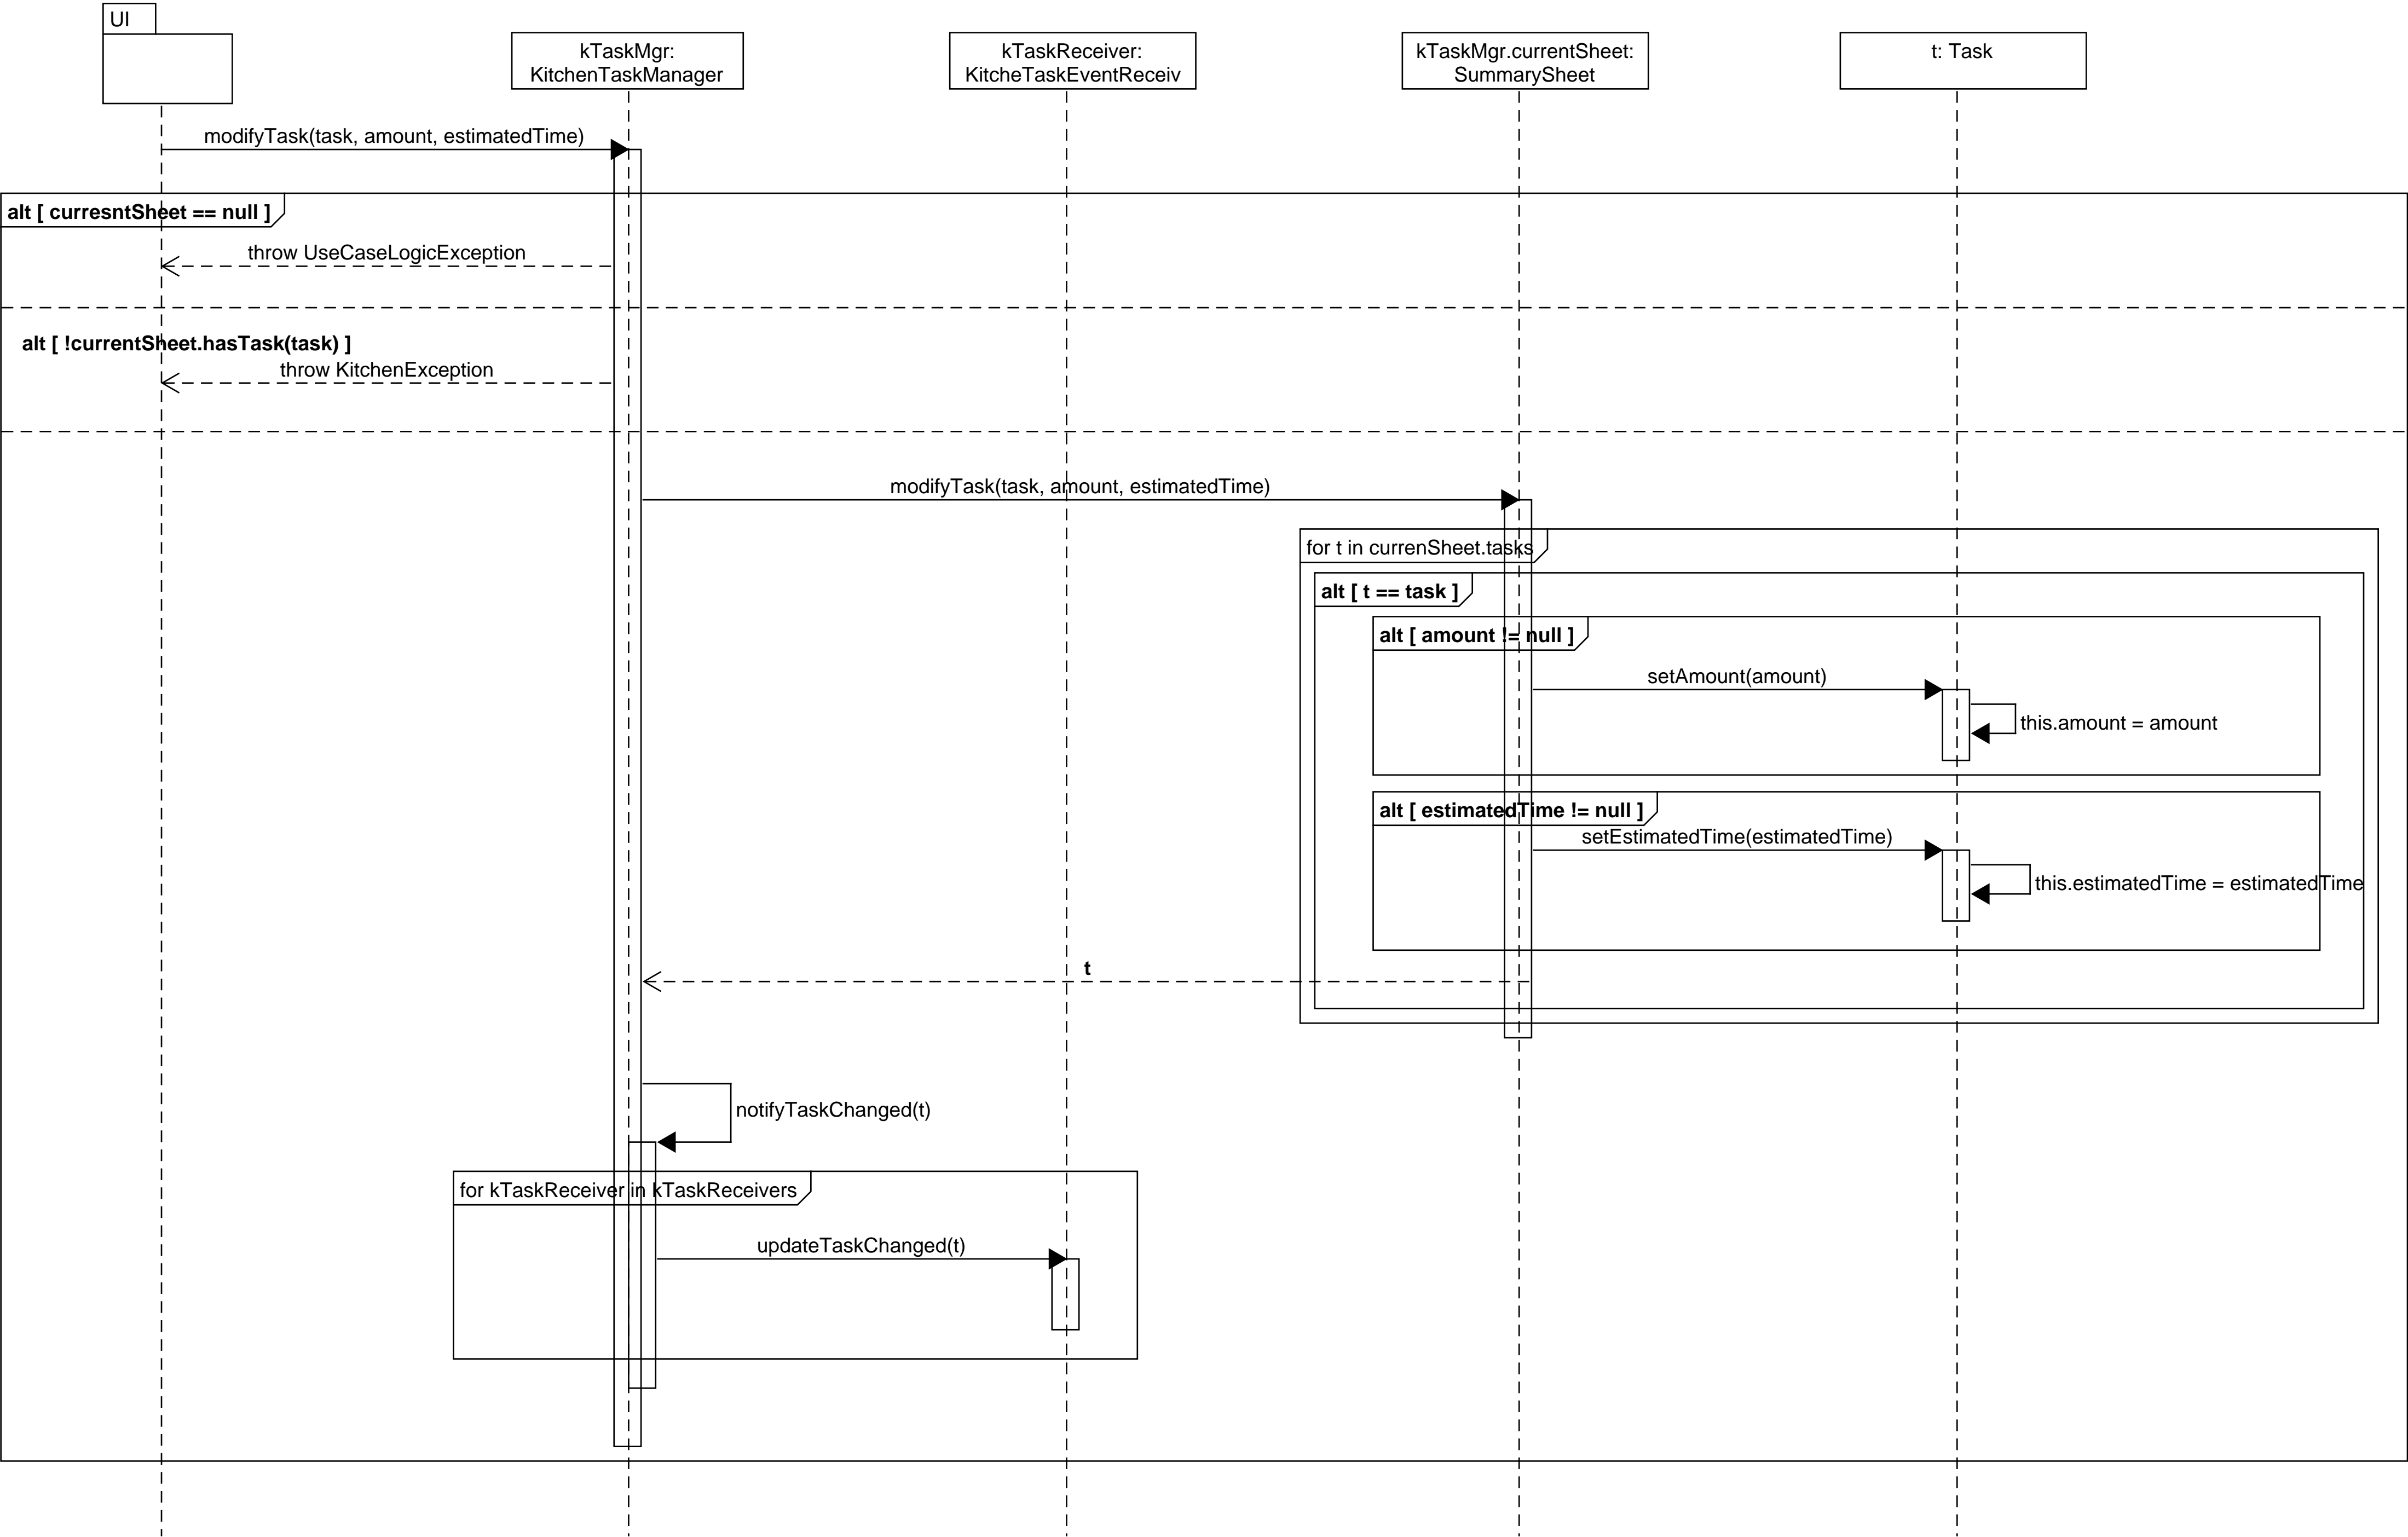 UI
kTaskMgr:
KitchenTaskManager
kTaskReceiver:
KitcheTaskEventReceiv
kTaskMgr.currentSheet:
SummarySheet
t: Task
modifyTask(task, amount, estimatedTime)
alt [ curresntSheet == null ]
throw UseCaseLogicException
alt [ !currentSheet.hasTask(task) ]
throw KitchenException
modifyTask(task, amount, estimatedTime)
for t in currenSheet.tasks
alt [ t == task ]
alt [ amount != null ]
setAmount(amount)
this.amount = amount
alt [ estimatedTime != null ]
setEstimatedTime(estimatedTime)
this.estimatedTime = estimatedTime
t
notifyTaskChanged(t)
for kTaskReceiver in kTaskReceivers
updateTaskChanged(t)